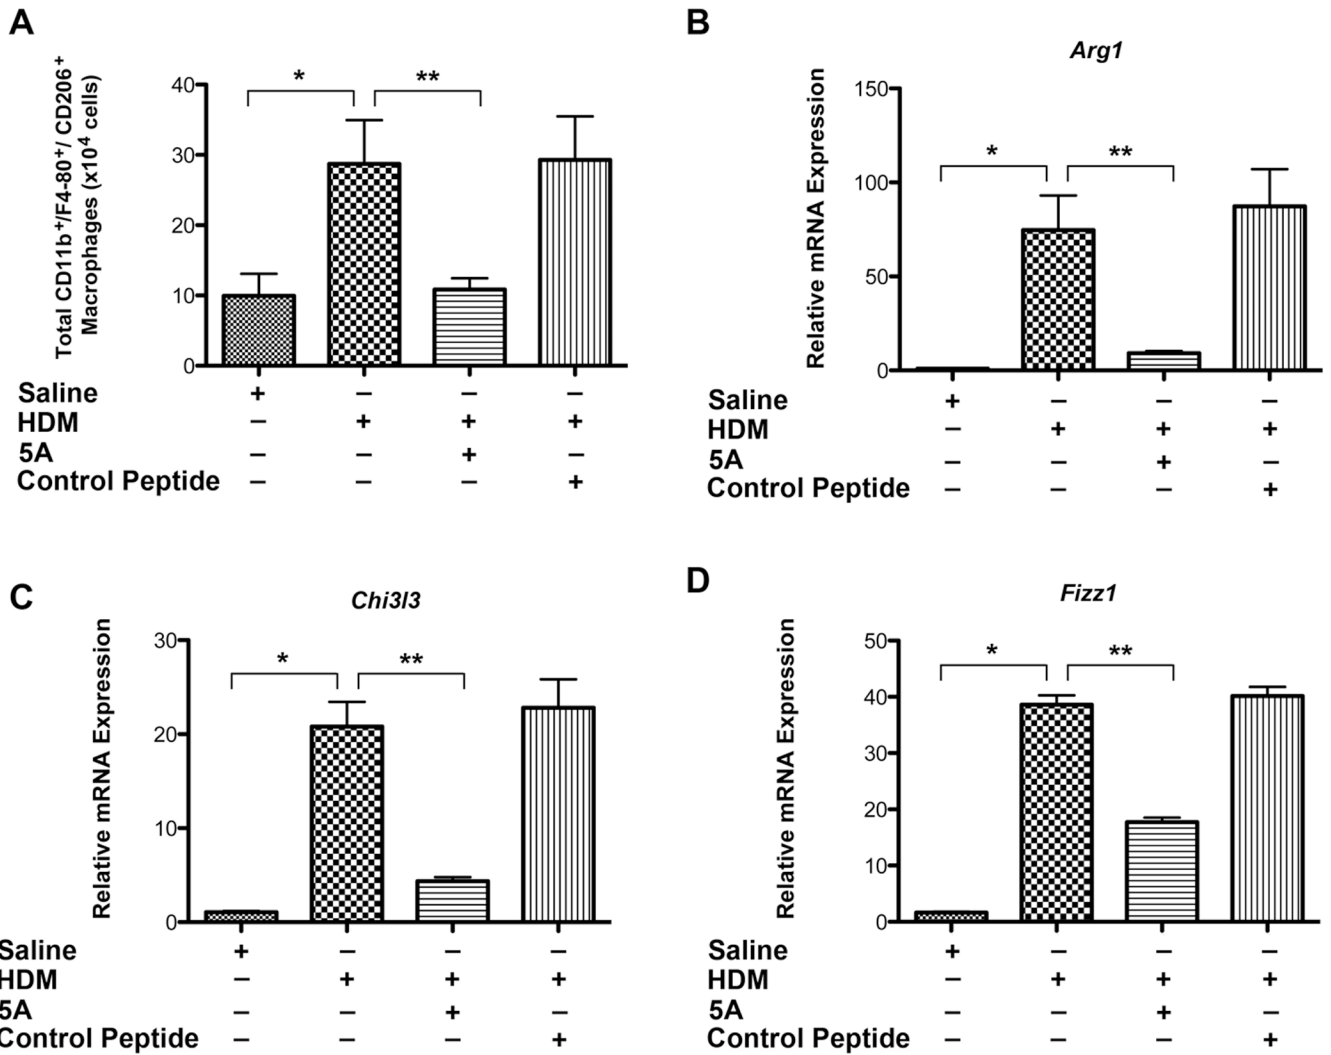 A
Total CD11b+/F4-80+/ CD206+
Macrophages (x10⁴ cells)
40
30
20
10
0
* **
Saline + – – –
HDM – + + +
5A – – + –
Control Peptide – – – +
B
Arg1
Relative mRNA Expression
150
100
50
0
* **
Saline + – – –
HDM – + + +
5A – – + –
Control Peptide – – – +
C
Chi3l3
Relative mRNA Expression
30
20
10
0
* **
Saline + – – –
HDM – + + +
5A – – + –
Control Peptide – – – +
D
Fizz1
Relative mRNA Expression
50
40
30
20
10
0
* **
Saline + – – –
HDM – + + +
5A – – + –
Control Peptide – – – +